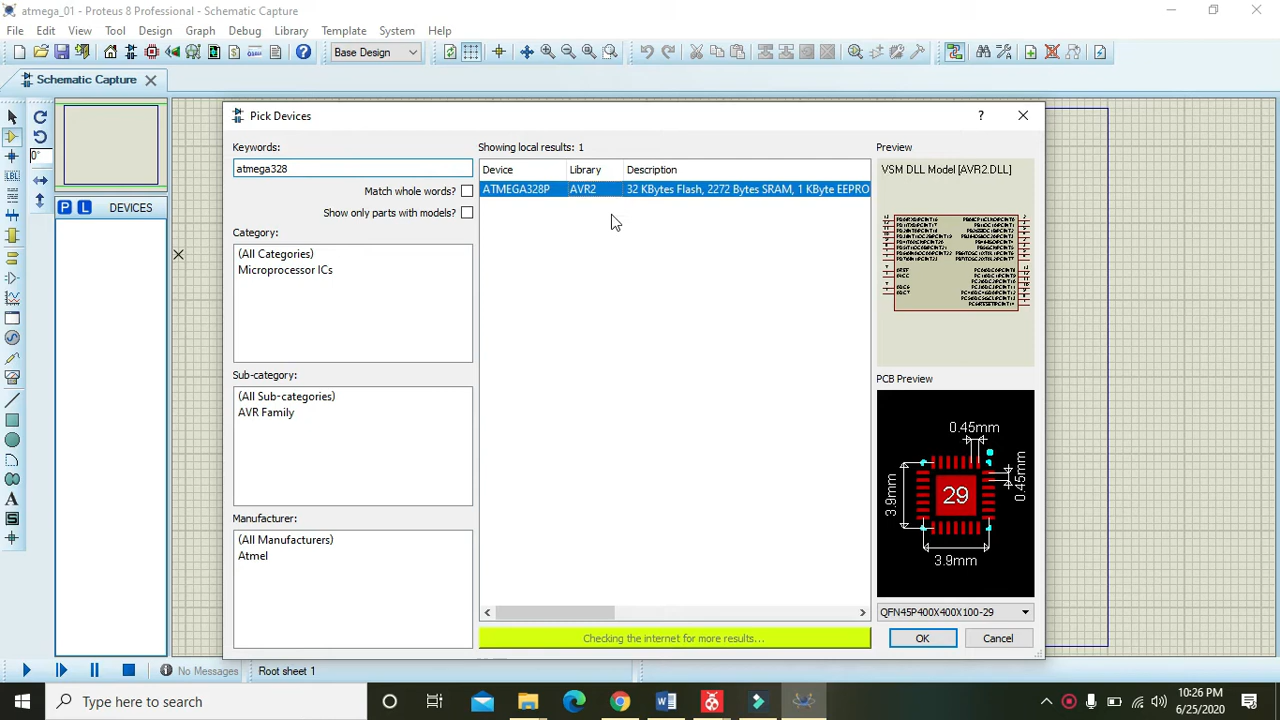 atmega_01 - Proteus 8 Professional - Schematic Capture
File Edit View Tool Design Graph Debug Library Template System Help
Base Design
Schematic Capture
Pick Devices
Keywords:
atmega328
Match whole words?
Show only parts with models?
Category:
(All Categories)
Microprocessor ICs
Sub-category:
(All Sub-categories)
AVR Family
Manufacturer:
(All Manufacturers)
Atmel
Showing local results: 1
Device Library Description
ATMEGA328P AVR2 32 KBytes Flash, 2272 Bytes SRAM, 1 KByte EEPRO
Checking the internet for more results...
Preview
VSM DLL Model [AVR2.DLL]
PCB Preview
0.45mm
0.45mm
3.9mm
29
3.9mm
QFN45P400X400X100-29
OK Cancel
0°
P L DEVICES
No Messages
Root sheet 1
Type here to search
10:26 PM
6/25/2020